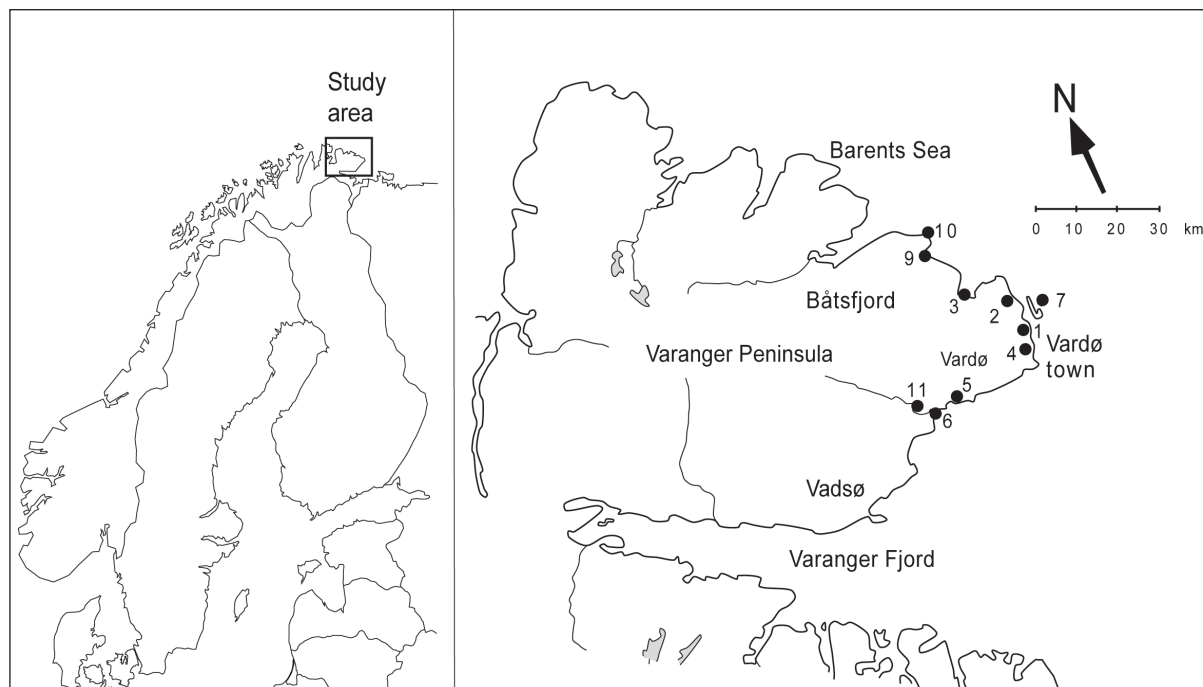 Study
area
N
Barents Sea
0 10 20 30 km
10
9
Båtsfjord
3
2
7
1
Varanger Peninsula
Vardø
4
Vardø
town
11
5
6
Vadsø
Varanger Fjord